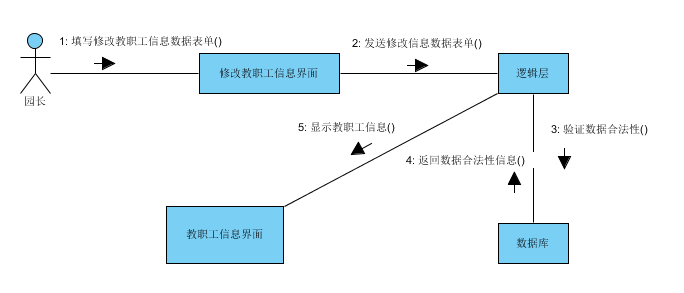 1: 填写修改教职工信息数据表单()
2: 发送修改信息数据表单()
修改教职工信息界面
逻辑层
园长
5: 显示教职工信息()
3: 验证数据合法性()
4: 返回数据合法性信息()
教职工信息界面
数据库